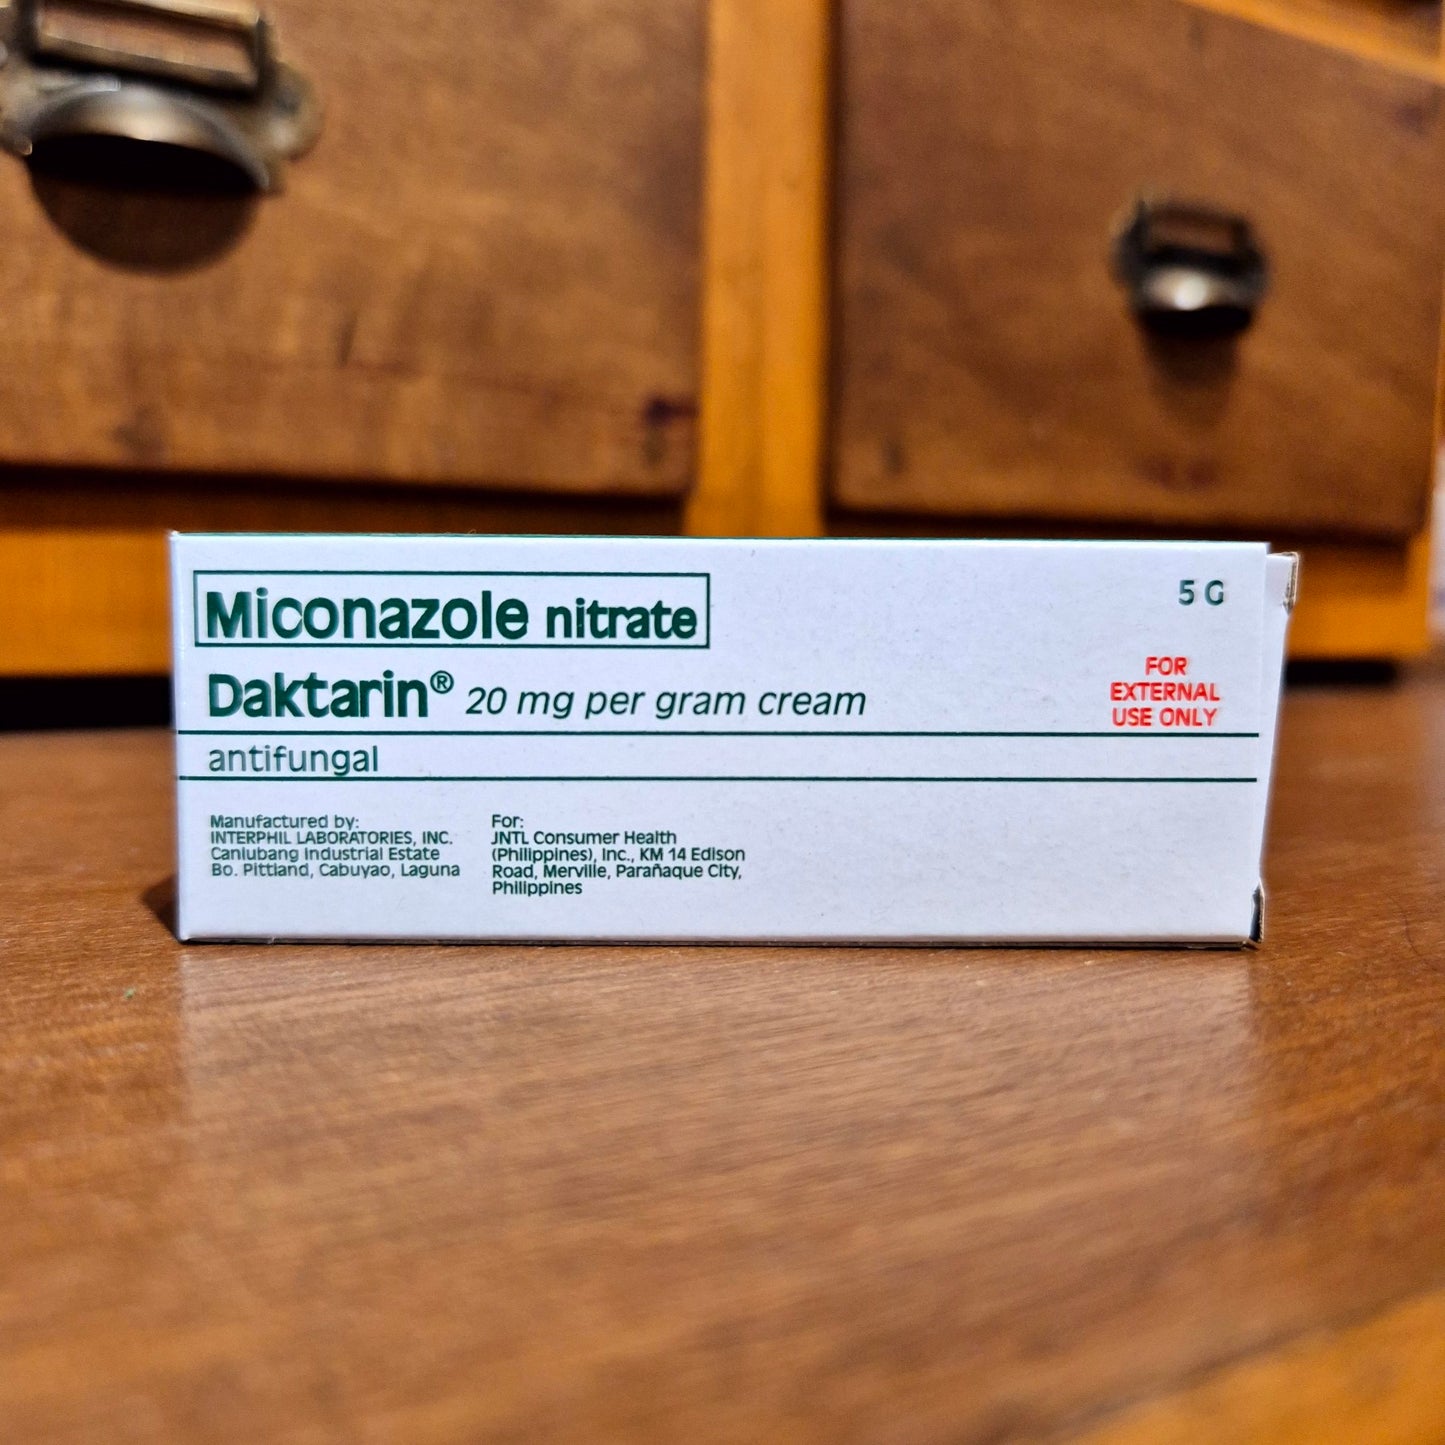 Miconazole nitrate
5 G
Daktarin® 20 mg per gram cream
FOR
EXTERNAL
USE ONLY
antifungal
Manufactured by:
INTERPHIL LABORATORIES, INC.
Canlubang Industrial Estate
Bo. Pittland, Cabuyao, Laguna
For:
JNTL Consumer Health
(Philippines), Inc., KM 14 Edison
Road, Merville, Parañaque City,
Philippines